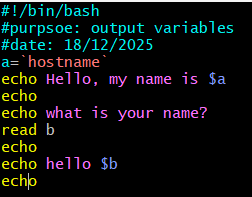 #!/bin/bash
#purpsoe: output variables
#date: 18/12/2025
a=`hostname`
echo Hello, my name is $a
echo
echo what is your name?
read b
echo
echo hello $b
echo